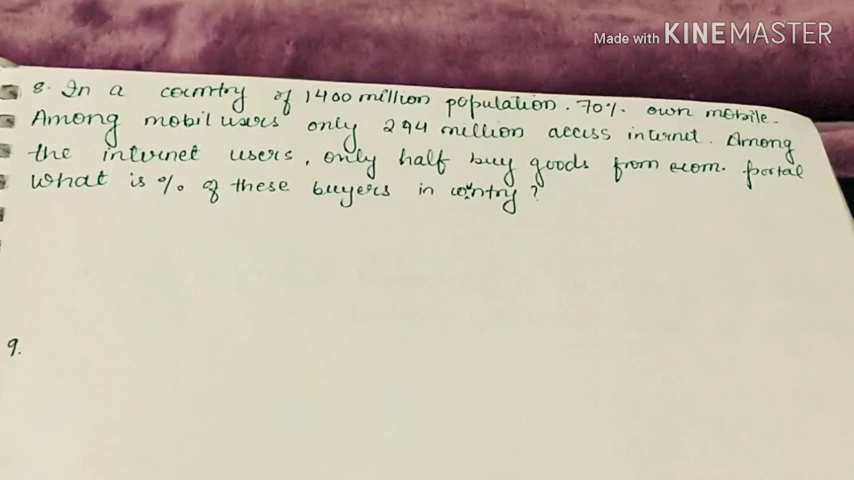 Made with KINEMASTER
8. In a country of 1400 million population. 70% own mobile.
Among mobil users only 294 million access internet. Among
the internet users, only half buy goods from ecom. portal
What is % of these buyers in country?
9.